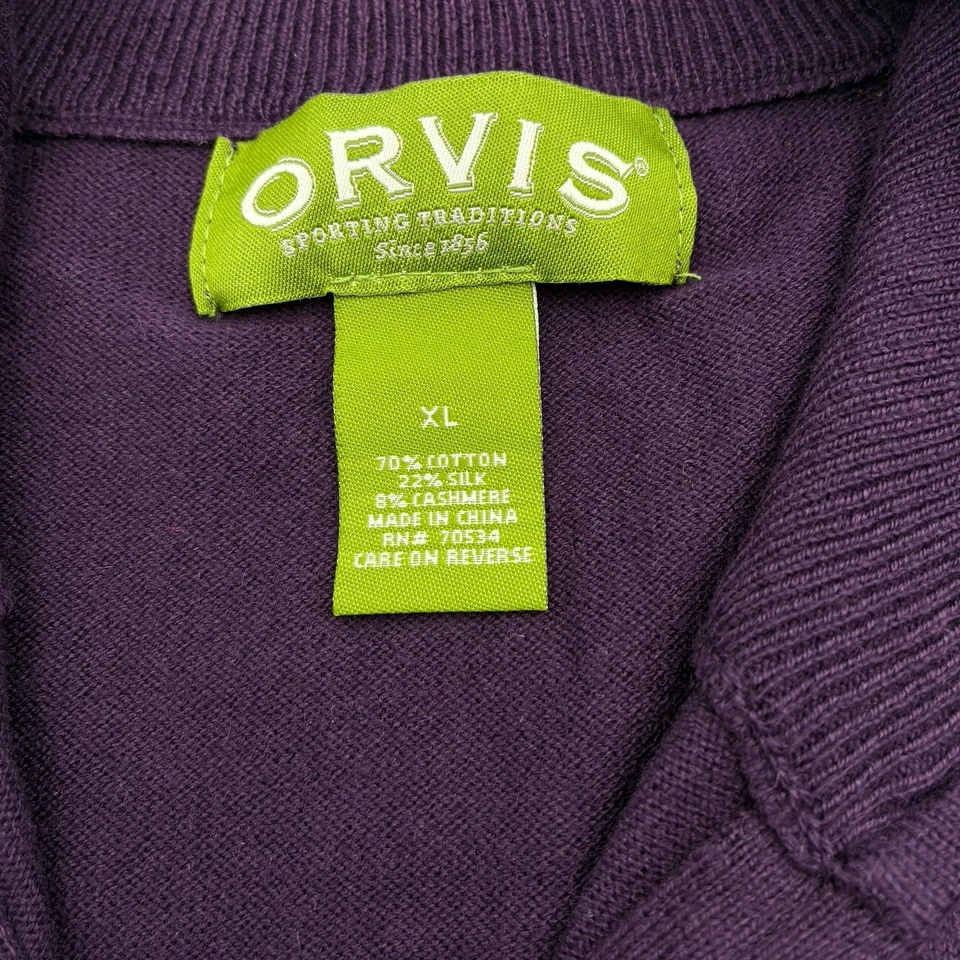 ORVIS®
SPORTING TRADITIONS
Since 1856
XL
70% COTTON
22% SILK
8% CASHMERE
MADE IN CHINA
RN# 70534
CARE ON REVERSE